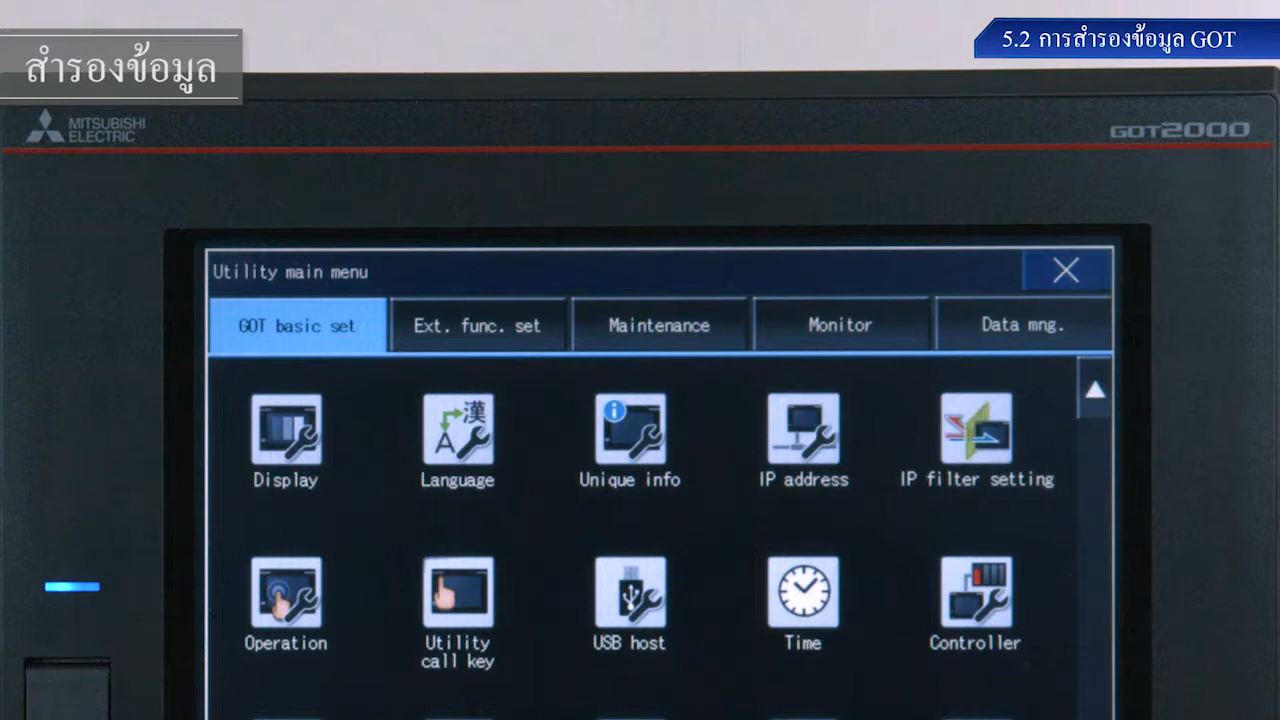 สำรองข้อมูล
5.2 การสำรองข้อมูล GOT
MITSUBISHI
ELECTRIC
GOT2000
Utility main menu
GOT basic set
Ext. func. set
Maintenance
Monitor
Data mng.
Display
Language
Unique info
IP address
IP filter setting
Operation
Utility
call key
USB host
Time
Controller
漢
A